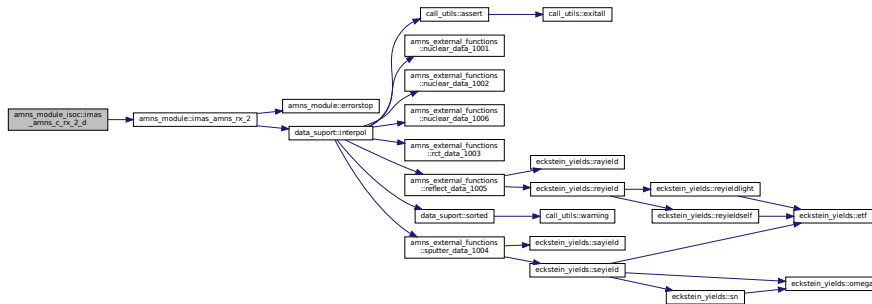 amns_module_isoc::imas
_amns_c_rx_2_d
amns_module::imas_amns_rx_2
amns_module::errorstop
data_suport::interpol
call_utils::assert
call_utils::exitall
amns_external_functions
::nuclear_data_1001
amns_external_functions
::nuclear_data_1002
amns_external_functions
::nuclear_data_1006
amns_external_functions
::rct_data_1003
amns_external_functions
::reflect_data_1005
data_suport::sorted
amns_external_functions
::sputter_data_1004
eckstein_yields::rayield
eckstein_yields::reyield
call_utils::warning
eckstein_yields::sayield
eckstein_yields::seyield
eckstein_yields::reyieldlight
eckstein_yields::reyieldself
eckstein_yields::sn
eckstein_yields::etf
eckstein_yields::omega